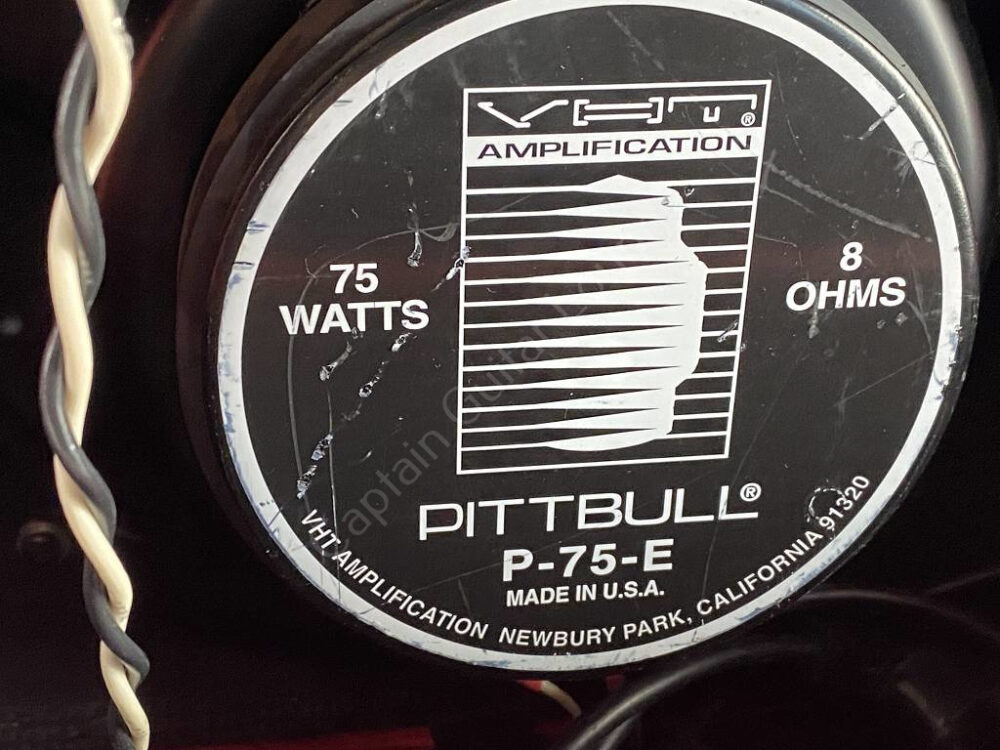 VHT®
AMPLIFICATION
75
WATTS
8
OHMS
PITTBULL®
P-75-E
MADE IN U.S.A.
VHT AMPLIFICATION NEWBURY PARK, CALIFORNIA 91320